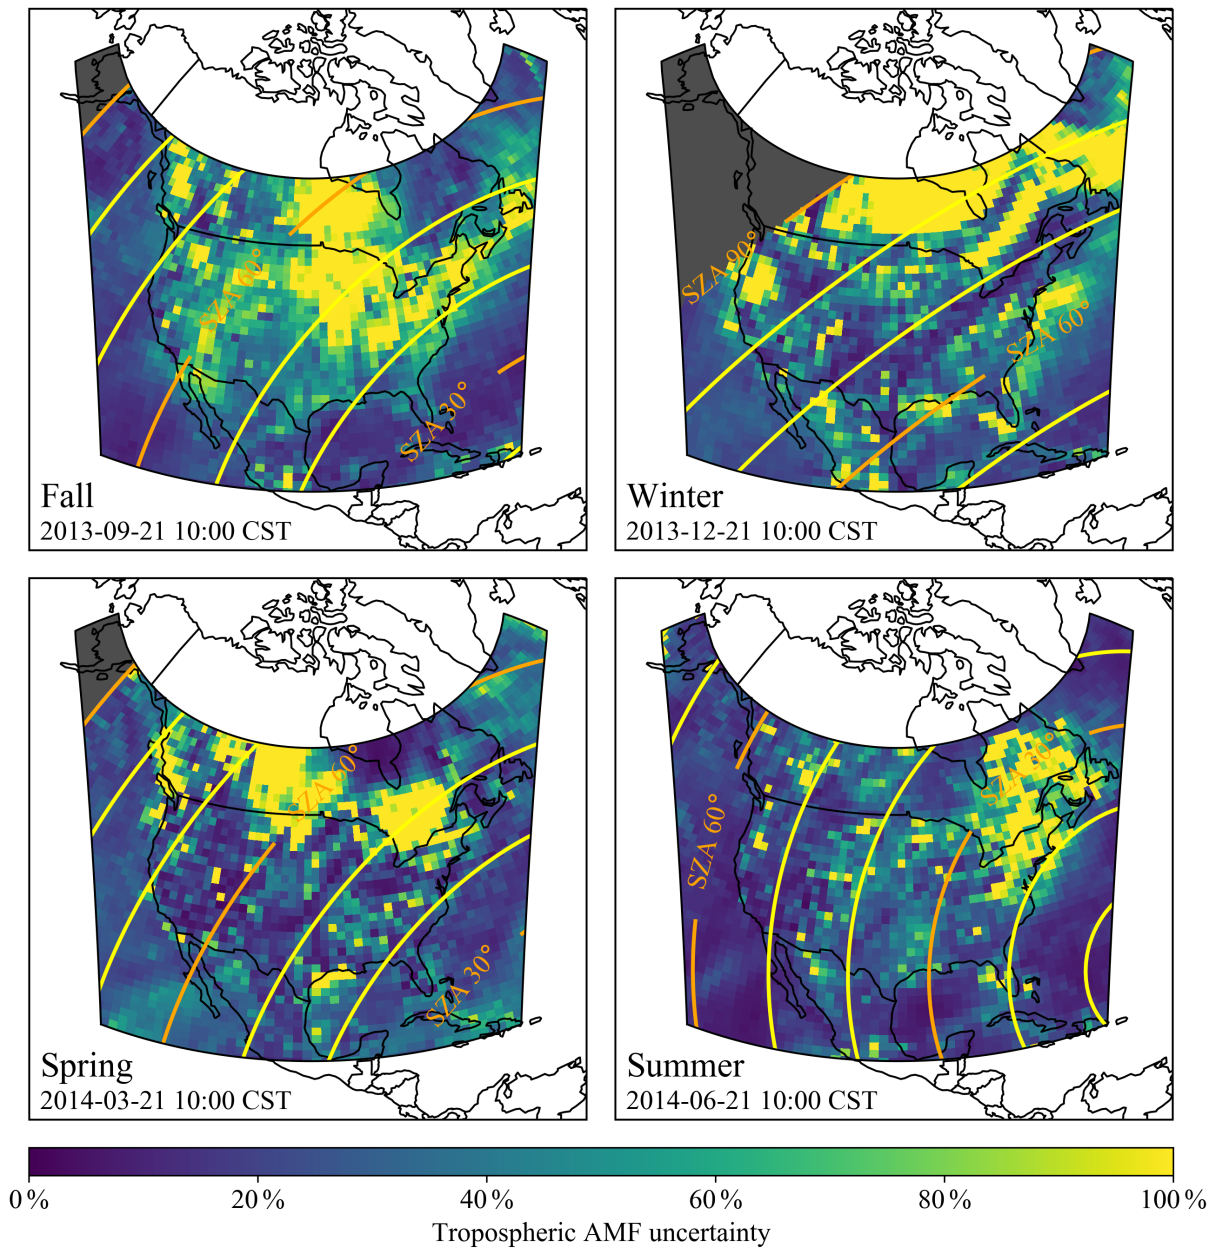 SZA 60°
SZA 30°
Fall
2013-09-21 10:00 CST
SZA 90°
SZA 60°
Winter
2013-12-21 10:00 CST
SZA 60°
SZA 30°
Spring
2014-03-21 10:00 CST
SZA 30°
SZA 60°
Summer
2014-06-21 10:00 CST
0 % 20 % 40 % 60 % 80 % 100 %
Tropospheric AMF uncertainty